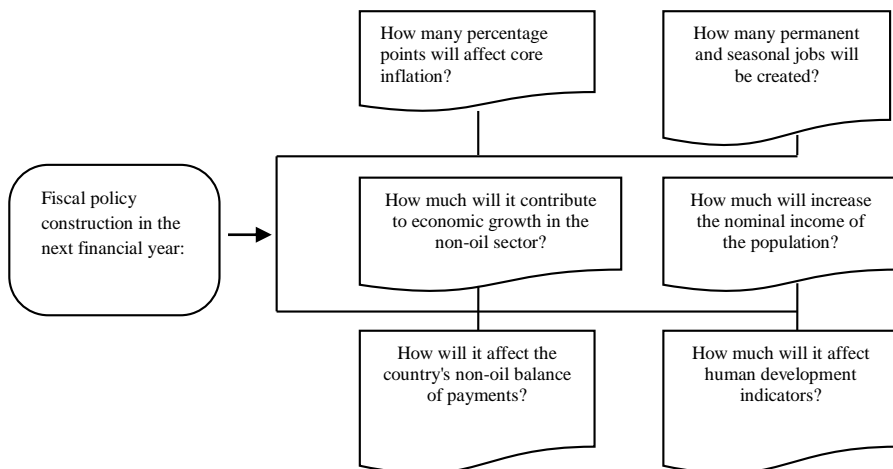 How many percentage
points will affect core
inflation?
How many permanent
and seasonal jobs will
be created?
Fiscal policy
construction in the
next financial year:
How much will it contribute
to economic growth in the
non-oil sector?
How much will increase
the nominal income of
the population?
How will it affect the
country's non-oil balance
of payments?
How much will it affect
human development
indicators?